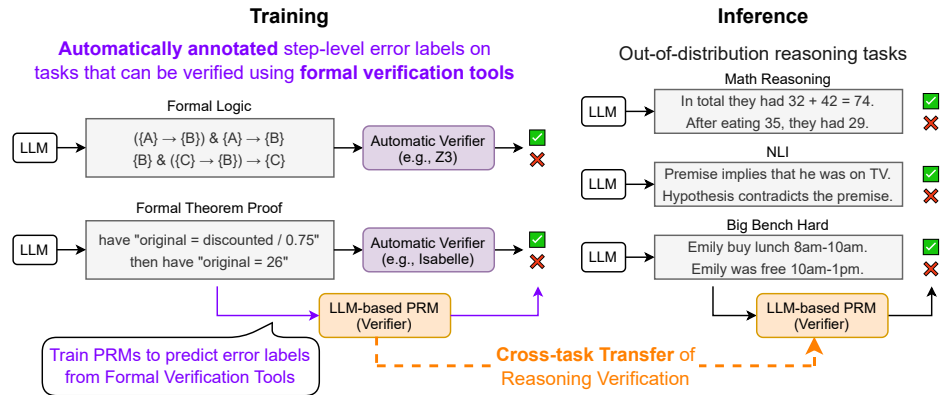 Training
Automatically annotated step-level error labels on
tasks that can be verified using formal verification tools
Formal Logic
LLM
({A} → {B}) & {A} → {B}
{B} & ({C} → {B}) → {C}
Automatic Verifier
(e.g., Z3)
Formal Theorem Proof
LLM
have "original = discounted / 0.75"
then have "original = 26"
Automatic Verifier
(e.g., Isabelle)
LLM-based PRM
(Verifier)
Train PRMs to predict error labels
from Formal Verification Tools
Cross-task Transfer of
Reasoning Verification
Inference
Out-of-distribution reasoning tasks
Math Reasoning
LLM
In total they had 32 + 42 = 74.
After eating 35, they had 29.
NLI
LLM
Premise implies that he was on TV.
Hypothesis contradicts the premise.
Big Bench Hard
LLM
Emily buy lunch 8am-10am.
Emily was free 10am-1pm.
LLM-based PRM
(Verifier)